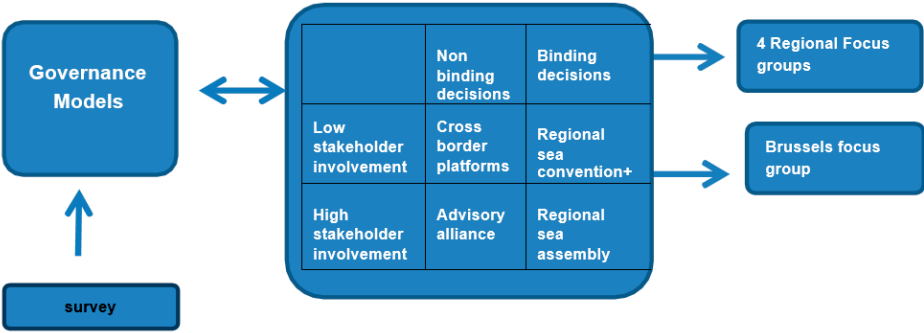 Governance
Models
survey
Non
binding
decisions
Binding
decisions
Low
stakeholder
involvement
Cross
border
platforms
Regional
sea
convention+
High
stakeholder
involvement
Advisory
alliance
Regional
sea
assembly
4 Regional Focus
groups
Brussels focus
group